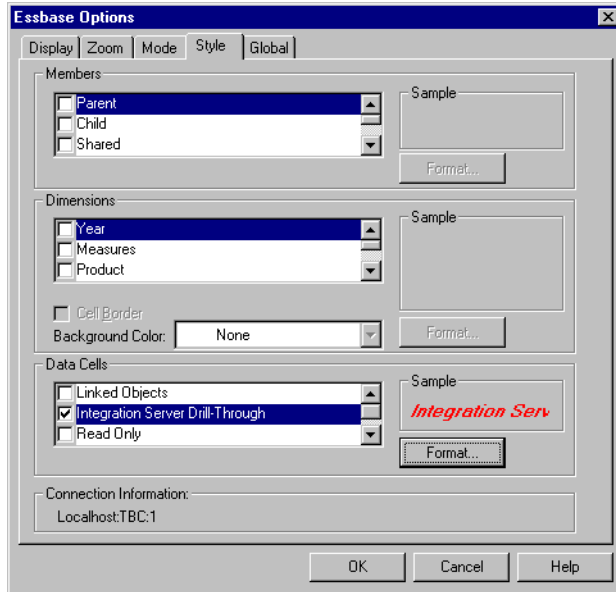 Essbase Options
Display Zoom Mode Style Global
Members
Parent
Child
Shared
Sample
Format...
Dimensions
Year
Measures
Product
Sample
Cell Border
Background Color: None
Format...
Data Cells
Linked Objects
Integration Server Drill-Through
Read Only
Sample
Integration Serv
Format...
Connection Information:
Localhost:TBC:1
OK Cancel Help